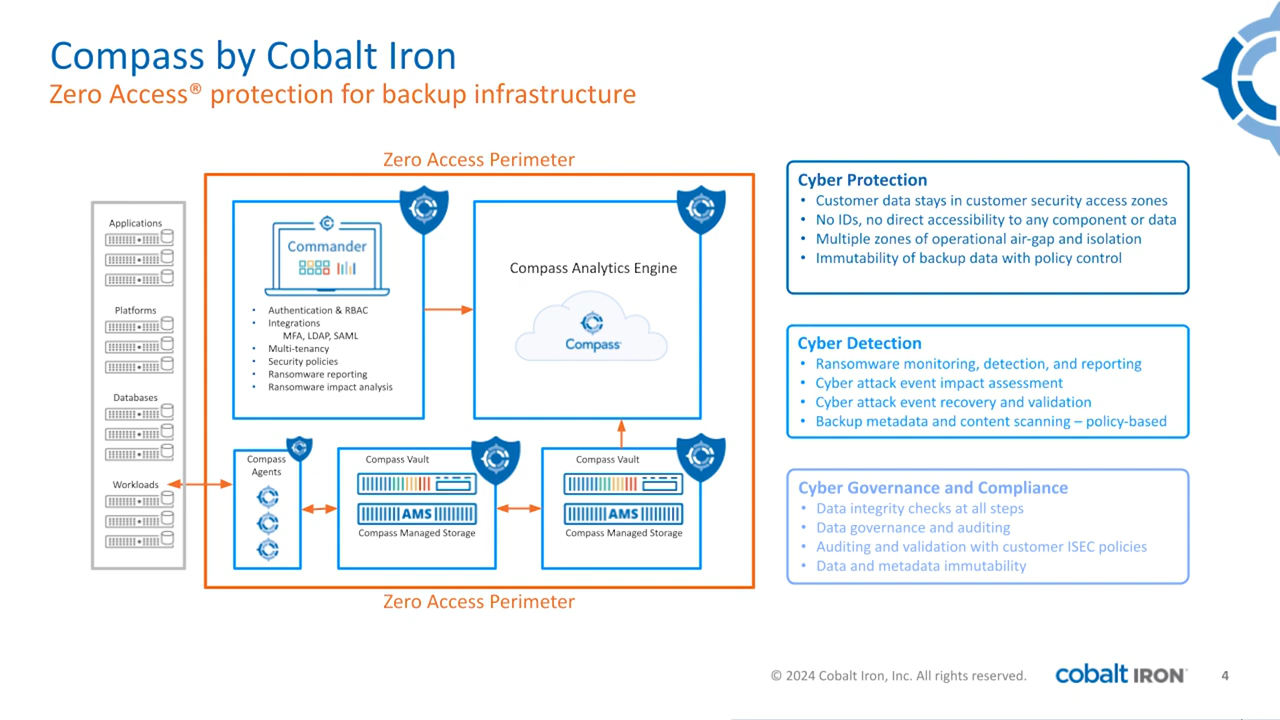 Compass by Cobalt Iron
Zero Access® protection for backup infrastructure
Zero Access Perimeter
Applications
Platforms
Databases
Workloads
Commander
• Authentication & RBAC
• Integrations
MFA, LDAP, SAML
• Multi-tenancy
• Security policies
• Ransomware reporting
• Ransomware impact analysis
Compass Analytics Engine
Compass
Compass
Agents
Compass Vault
AMS
Compass Managed Storage
Compass Vault
AMS
Compass Managed Storage
Zero Access Perimeter
Cyber Protection
• Customer data stays in customer security access zones
• No IDs, no direct accessibility to any component or data
• Multiple zones of operational air-gap and isolation
• Immutability of backup data with policy control
Cyber Detection
• Ransomware monitoring, detection, and reporting
• Cyber attack event impact assessment
• Cyber attack event recovery and validation
• Backup metadata and content scanning – policy-based
Cyber Governance and Compliance
• Data integrity checks at all steps
• Data governance and auditing
• Auditing and validation with customer ISEC policies
• Data and metadata immutability
© 2024 Cobalt Iron, Inc. All rights reserved.
cobalt IRON
4